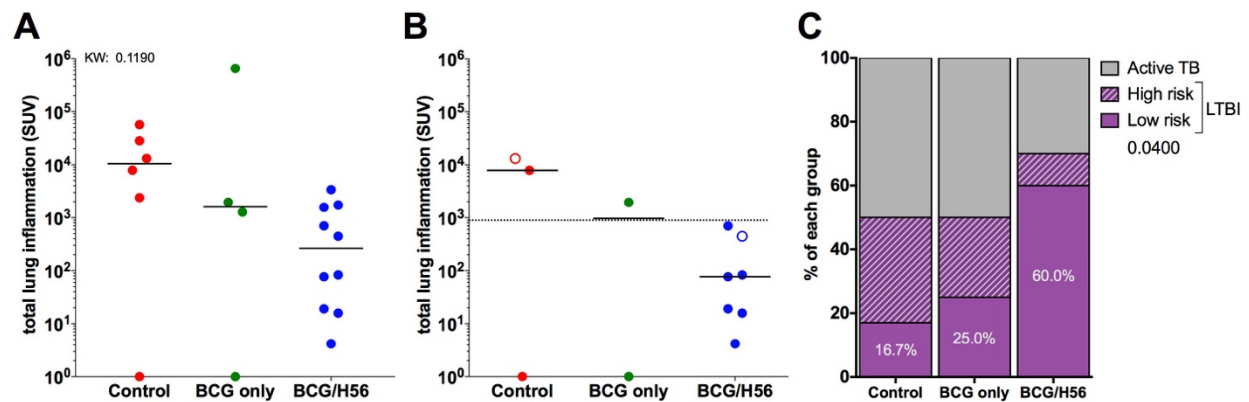 A
KW: 0.1190
total lung inflammation (SUV)
10^6
10^5
10^4
10^3
10^2
10^1
10^0
Control
BCG only
BCG/H56
B
total lung inflammation (SUV)
10^6
10^5
10^4
10^3
10^2
10^1
10^0
Control
BCG only
BCG/H56
C
% of each group
100
80
60
40
20
0
16.7%
25.0%
60.0%
Control
BCG only
BCG/H56
Active TB
High risk
Low risk
LTBI
0.0400